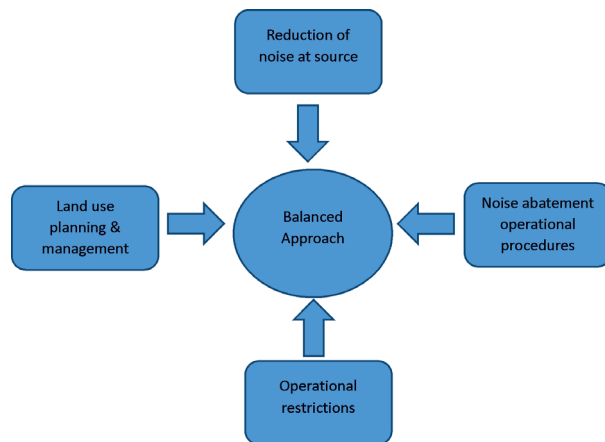 Reduction of
noise at source
Land use
planning &
management
Balanced
Approach
Noise abatement
operational
procedures
Operational
restrictions